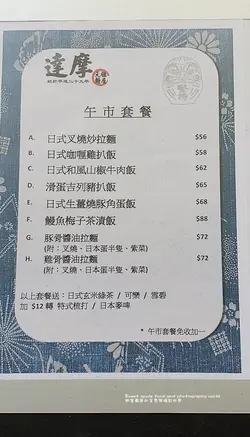 達摩
午市套餐
A. 日式叉燒炒拉麵 $56
B. 日式咖喱雞扒飯 $58
C. 日式和風山椒牛肉飯 $62
D. 滑蛋吉列豬扒飯 $65
E. 日式生薑燒豚角蛋飯 $68
F. 鰻魚梅子茶漬飯 $88
G. 豚骨醬油拉麵 $72
(附：叉燒、日本蛋半隻、紫菜)
H. 雞骨醬油拉麵 $72
(附：叉燒、日本蛋半隻、紫菜)
以上套餐送：日式玄米綠茶 / 可樂 / 雪碧
加 $12 轉 特式梳打 / 日本麥啤
* 午市套餐免收加一